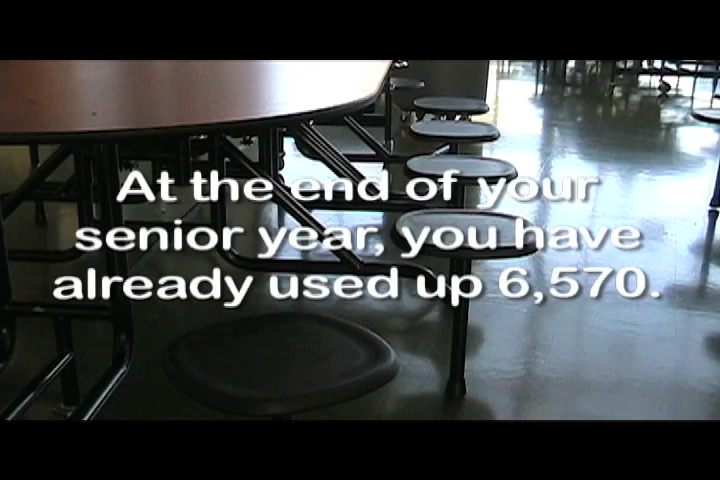 At the end of your
senior year, you have
already used up 6,570.